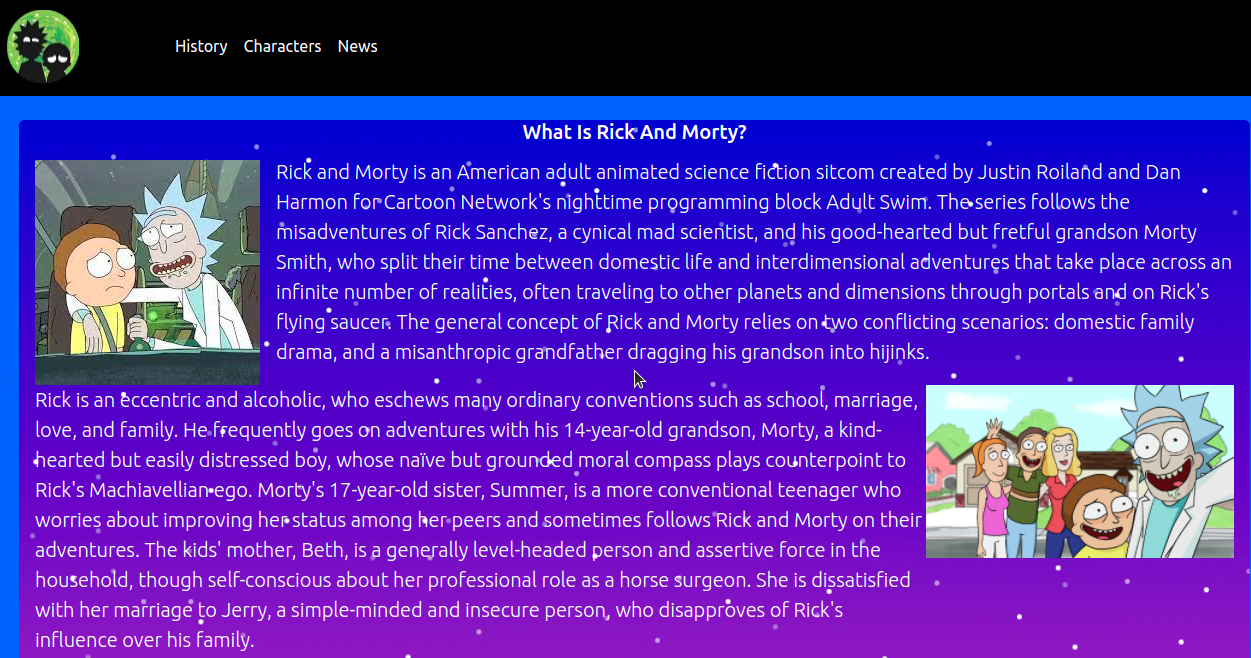 History Characters News
What Is Rick And Morty?
Rick and Morty is an American adult animated science fiction sitcom created by Justin Roiland and Dan
Harmon for Cartoon Network's nighttime programming block Adult Swim. The series follows the
misadventures of Rick Sanchez, a cynical mad scientist, and his good-hearted but fretful grandson Morty
Smith, who split their time between domestic life and interdimensional adventures that take place across an
infinite number of realities, often traveling to other planets and dimensions through portals and on Rick's
flying saucer. The general concept of Rick and Morty relies on two conflicting scenarios: domestic family
drama, and a misanthropic grandfather dragging his grandson into hijinks.
Rick is an eccentric and alcoholic, who eschews many ordinary conventions such as school, marriage,
love, and family. He frequently goes on adventures with his 14-year-old grandson, Morty, a kind-
hearted but easily distressed boy, whose naïve but grounded moral compass plays counterpoint to
Rick's Machiavellian ego. Morty's 17-year-old sister, Summer, is a more conventional teenager who
worries about improving her status among her peers and sometimes follows Rick and Morty on their
adventures. The kids' mother, Beth, is a generally level-headed person and assertive force in the
household, though self-conscious about her professional role as a horse surgeon. She is dissatisfied
with her marriage to Jerry, a simple-minded and insecure person, who disapproves of Rick's
influence over his family.